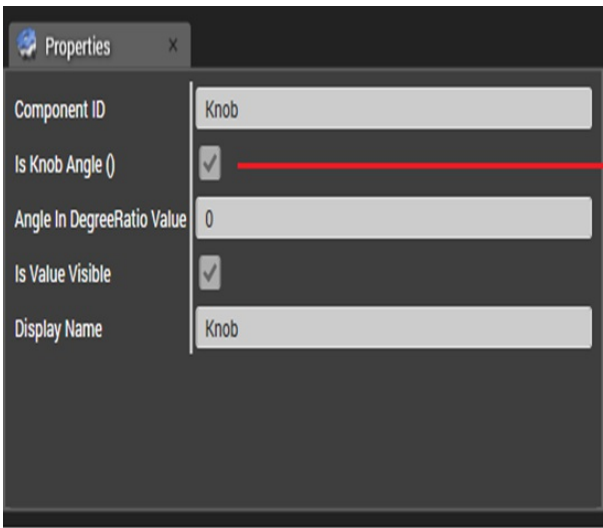 Properties ×
Component ID Knob
Is Knob Angle ()
Angle In DegreeRatio Value 0
Is Value Visible
Display Name Knob